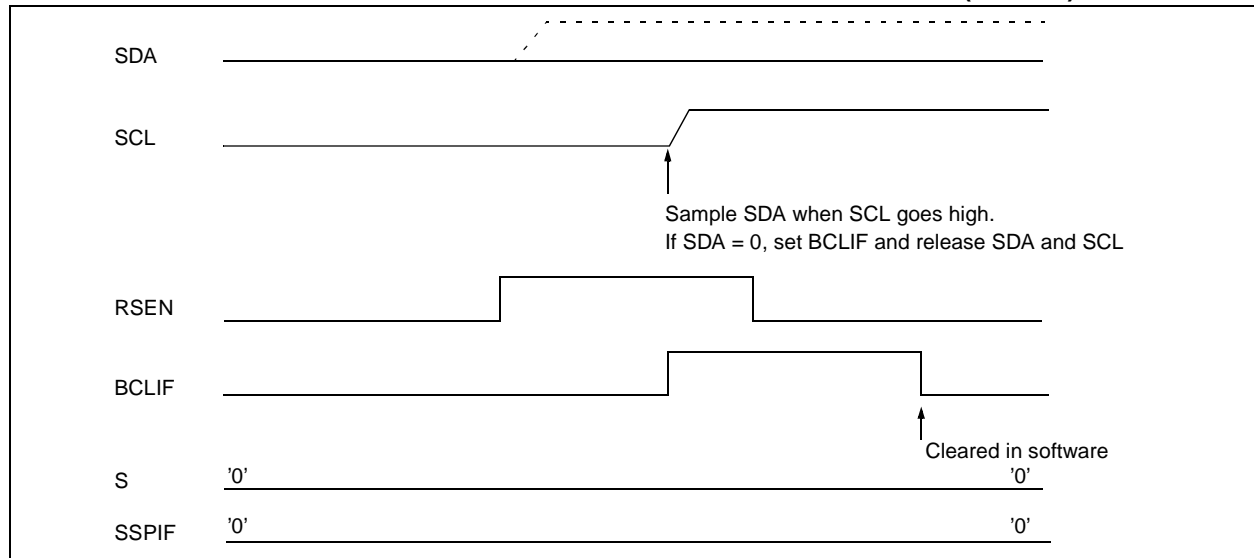 SDA
SCL
Sample SDA when SCL goes high.
If SDA = 0, set BCLIF and release SDA and SCL
RSEN
BCLIF
Cleared in software
S '0' '0'
SSPIF '0' '0'